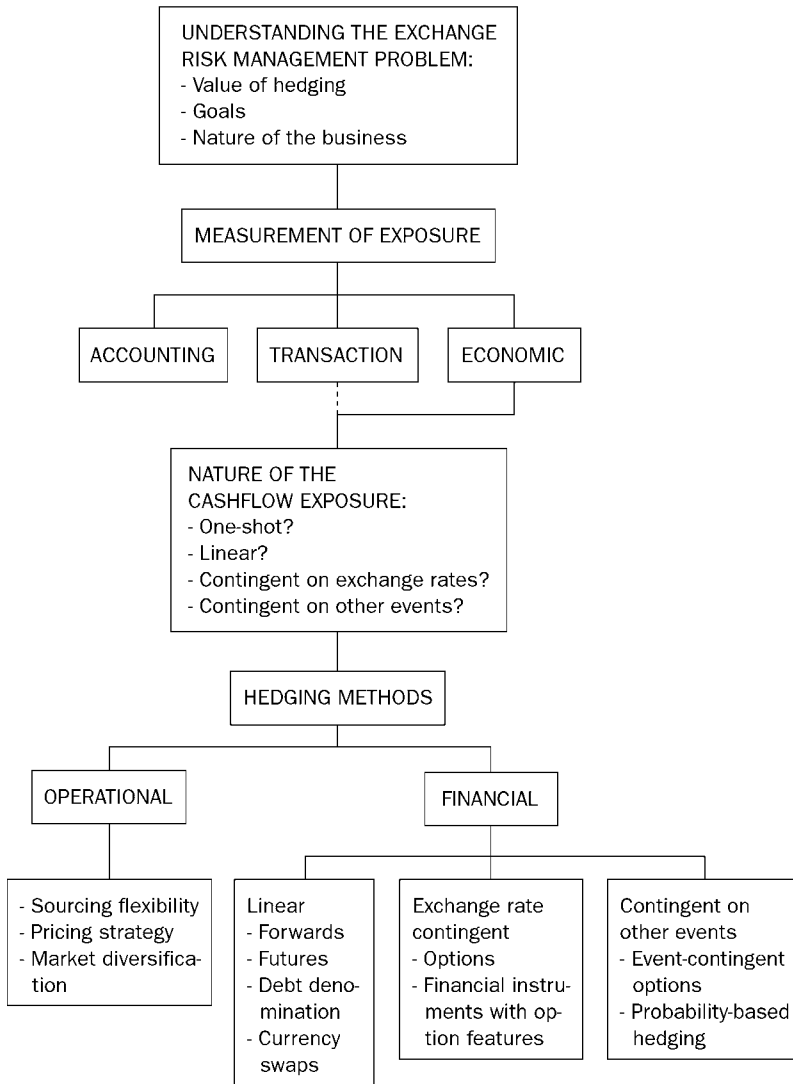 UNDERSTANDING THE EXCHANGE
RISK MANAGEMENT PROBLEM:
- Value of hedging
- Goals
- Nature of the business
MEASUREMENT OF EXPOSURE
ACCOUNTING
TRANSACTION
ECONOMIC
NATURE OF THE
CASHFLOW EXPOSURE:
- One-shot?
- Linear?
- Contingent on exchange rates?
- Contingent on other events?
HEDGING METHODS
OPERATIONAL
FINANCIAL
- Sourcing flexibility
- Pricing strategy
- Market diversifica-
tion
Linear
- Forwards
- Futures
- Debt deno-
mination
- Currency
swaps
Exchange rate
contingent
- Options
- Financial instru-
ments with op-
tion features
Contingent on
other events
- Event-contingent
options
- Probability-based
hedging